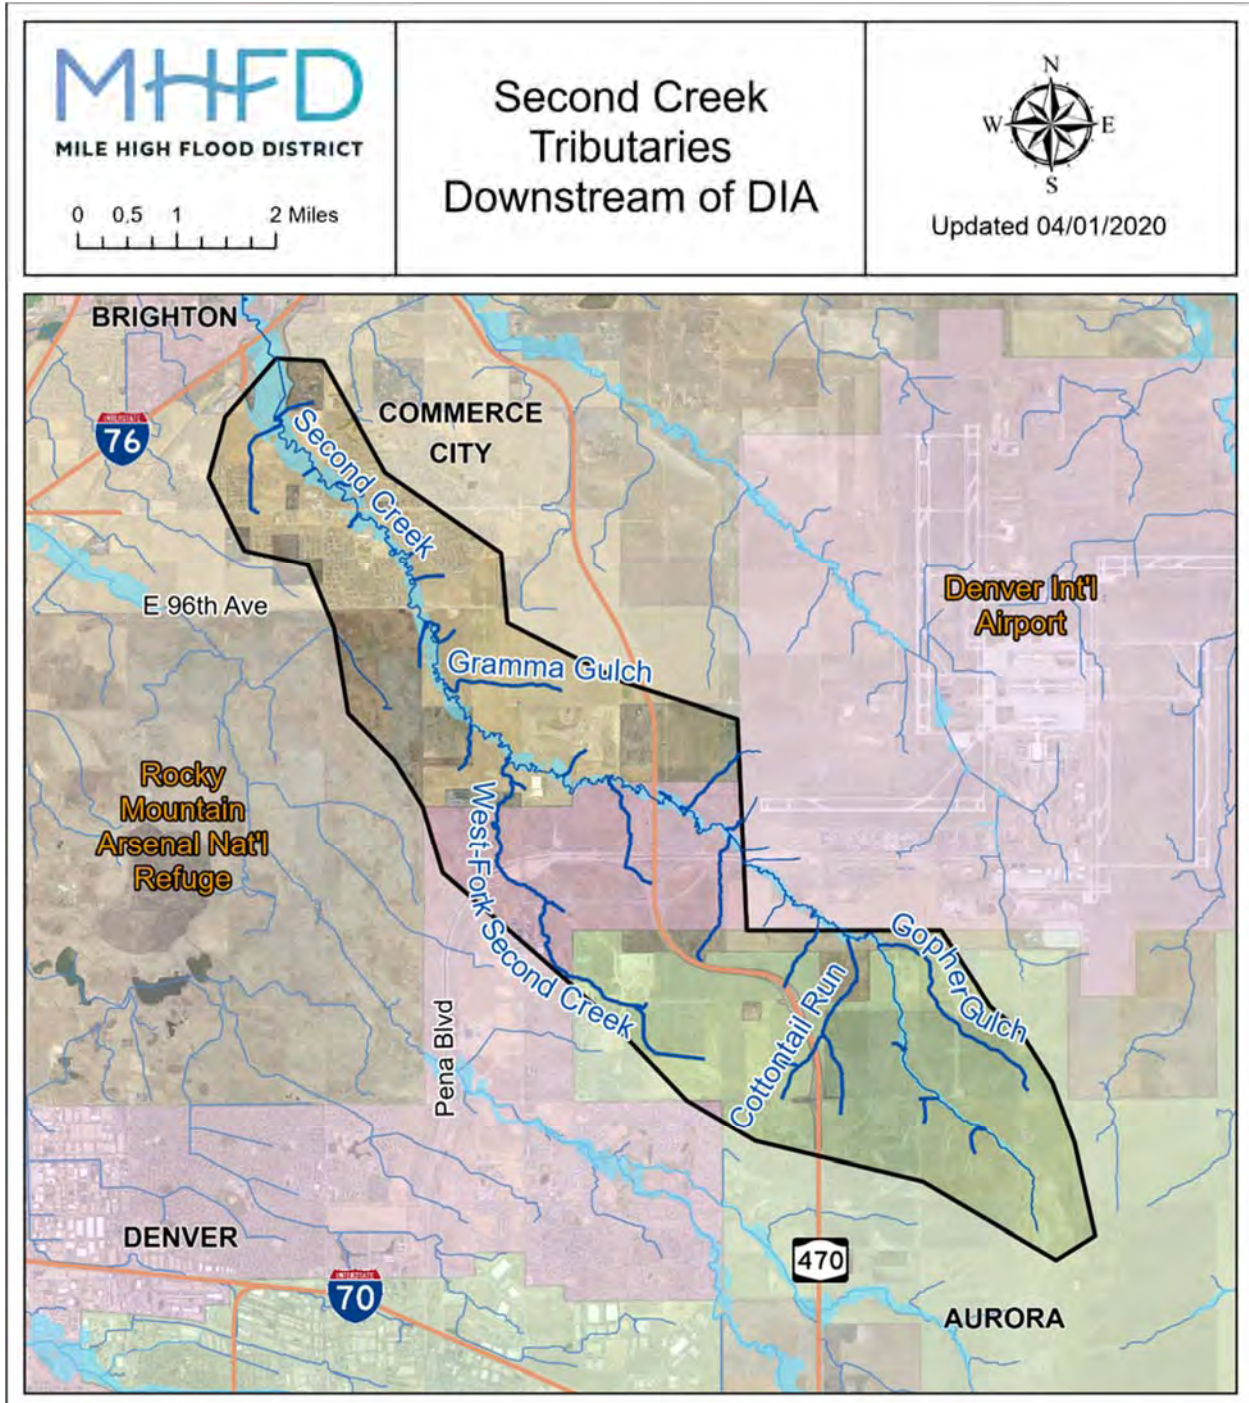 MHFD
MILE HIGH FLOOD DISTRICT
0 0.5 1 2 Miles
Second Creek
Tributaries
Downstream of DIA
N
W E
S
Updated 04/01/2020
BRIGHTON
COMMERCE
CITY
INTERSTATE
76
Second Creek
E 96th Ave
Denver Int'l
Airport
Gramma Gulch
Rocky
Mountain
Arsenal Nat'l
Refuge
West-Fork Second Creek
Gopher Gulch
Cottontail Run
Pena Blvd
DENVER
INTERSTATE
70
470
AURORA